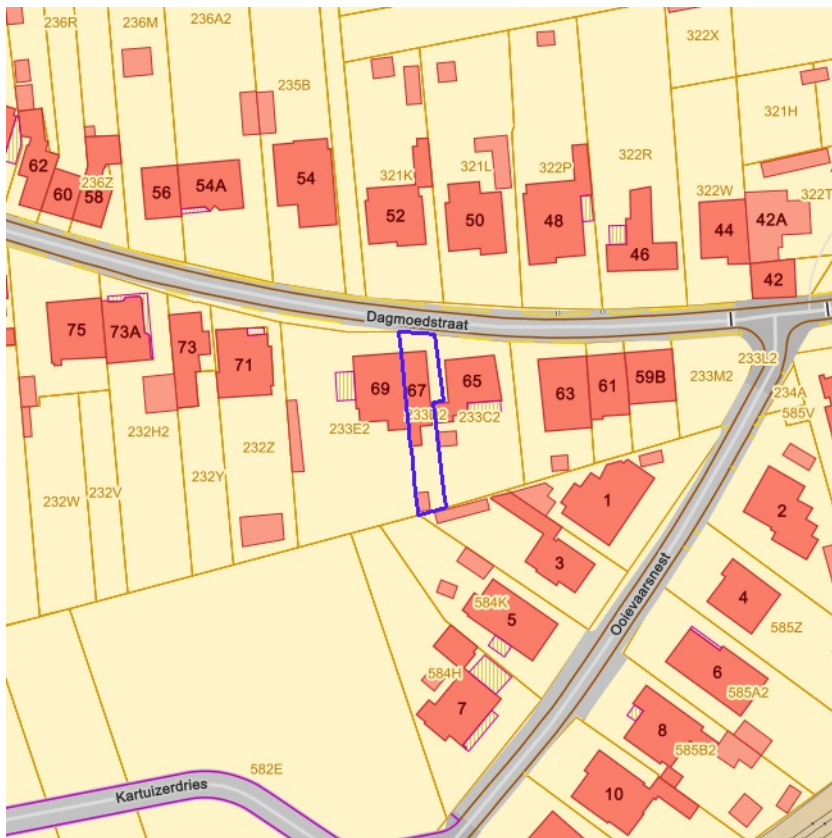 236R
236M
236A2
322X
235B
321H
62
60
58
236Z
56
54A
54
321K
52
321L
50
322P
48
322R
46
322W
44
42A
322T
42
Dagmoedstraat
75
73A
73
71
69
67
65
63
61
59B
233M2
233L2
234A
585V
233E2
233D2
233C2
232H2
232Z
232Y
232V
232W
1
2
3
Ooievaarsnest
4
584K
5
585Z
584H
6
585A2
7
8
585B2
582E
Kartuizerdries
10